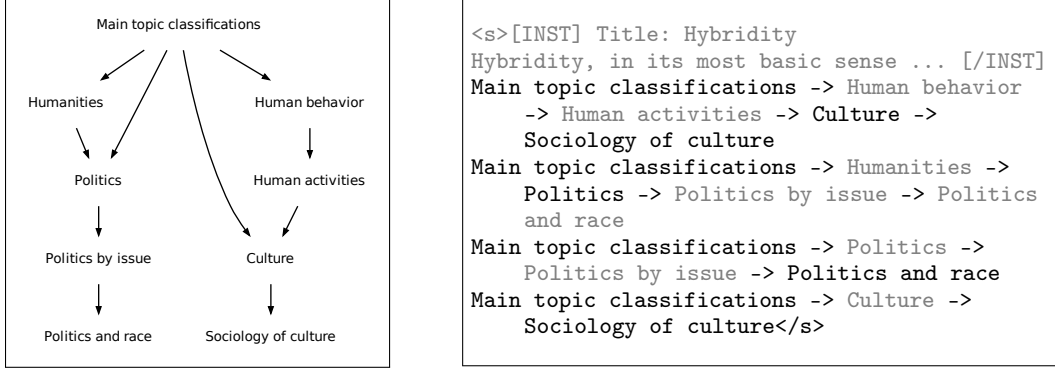 Main topic classifications
Humanities
Human behavior
Politics
Human activities
Politics by issue
Culture
Politics and race
Sociology of culture
<s>[INST] Title: Hybridity
Hybridity, in its most basic sense ... [/INST]
Main topic classifications -> Human behavior
-> Human activities -> Culture ->
Sociology of culture
Main topic classifications -> Humanities ->
Politics -> Politics by issue -> Politics
and race
Main topic classifications -> Politics ->
Politics by issue -> Politics and race
Main topic classifications -> Culture ->
Sociology of culture</s>